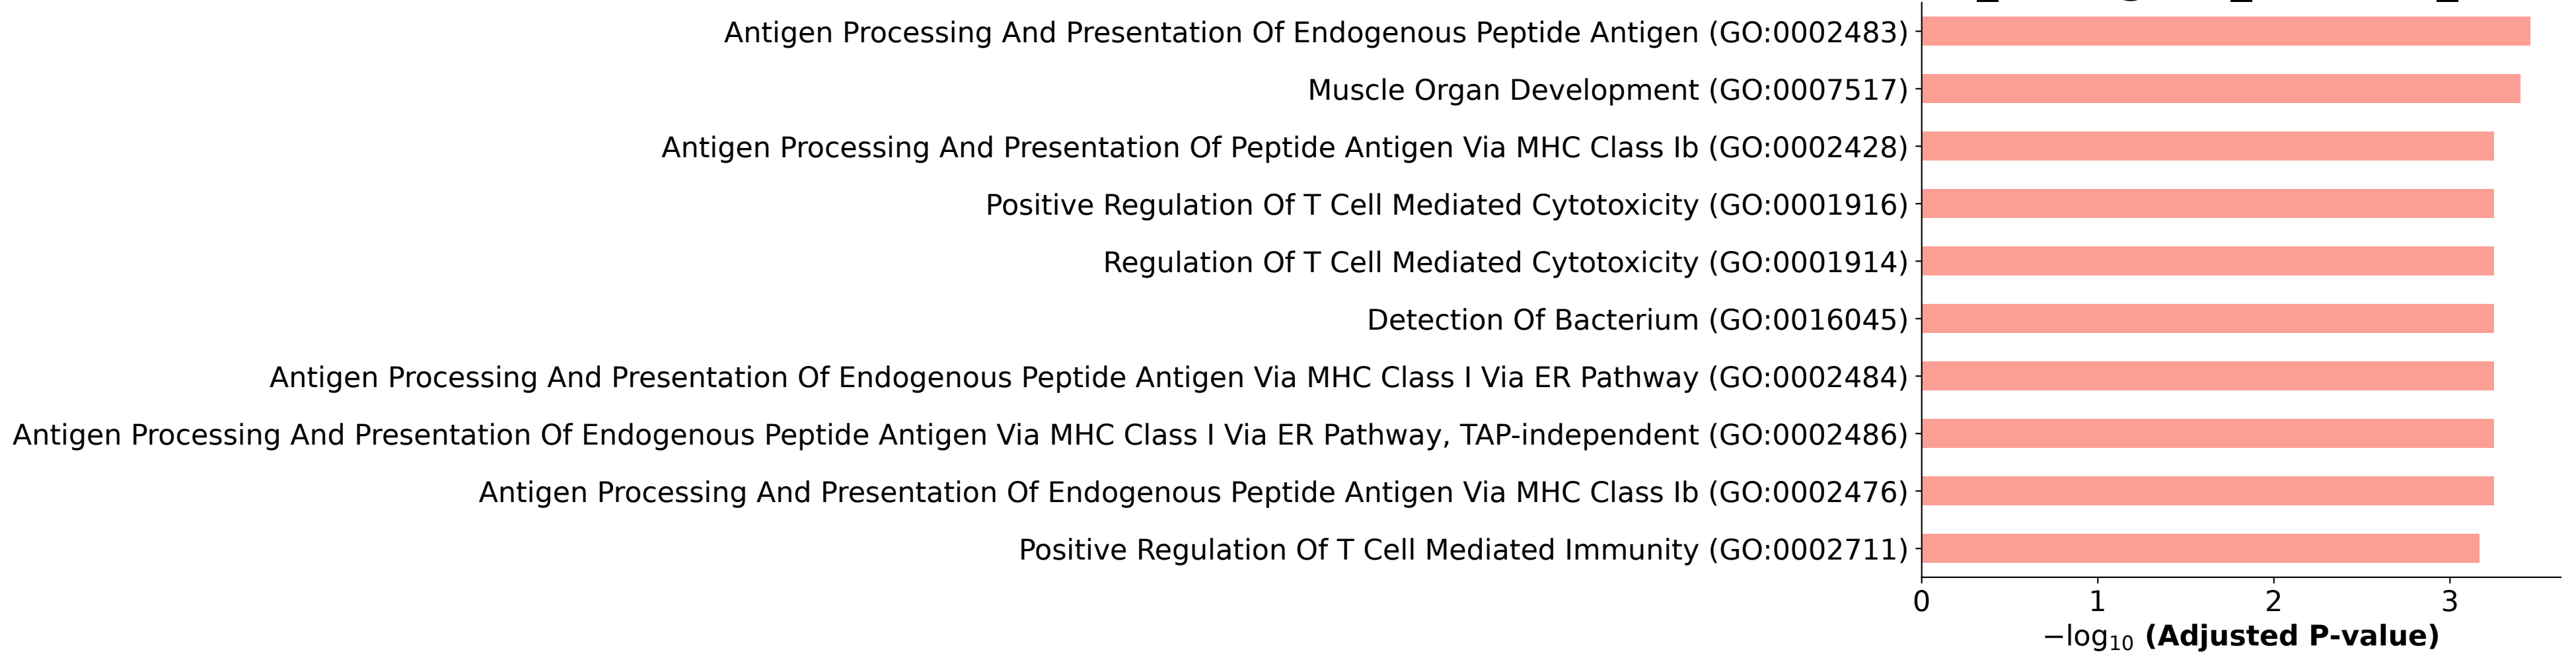 Antigen Processing And Presentation Of Endogenous Peptide Antigen (GO:0002483)
Muscle Organ Development (GO:0007517)
Antigen Processing And Presentation Of Peptide Antigen Via MHC Class Ib (GO:0002428)
Positive Regulation Of T Cell Mediated Cytotoxicity (GO:0001916)
Regulation Of T Cell Mediated Cytotoxicity (GO:0001914)
Detection Of Bacterium (GO:0016045)
Antigen Processing And Presentation Of Endogenous Peptide Antigen Via MHC Class I Via ER Pathway (GO:0002484)
Antigen Processing And Presentation Of Endogenous Peptide Antigen Via MHC Class I Via ER Pathway, TAP-independent (GO:0002486)
Antigen Processing And Presentation Of Endogenous Peptide Antigen Via MHC Class Ib (GO:0002476)
Positive Regulation Of T Cell Mediated Immunity (GO:0002711)
0 1 2 3
−log₁₀ (Adjusted P-value)